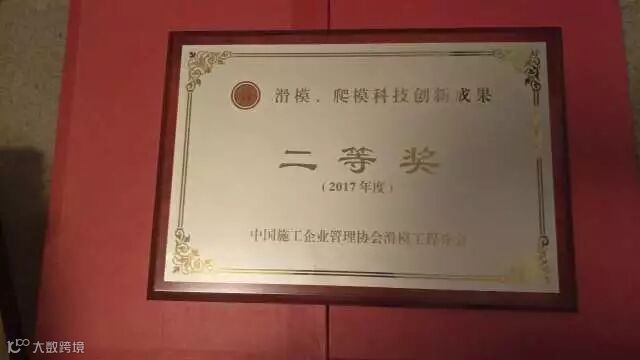 滑模、爬模科技创新成果
二等奖
(2017年度)
中国施工企业管理协会滑模工程分会
大数跨境